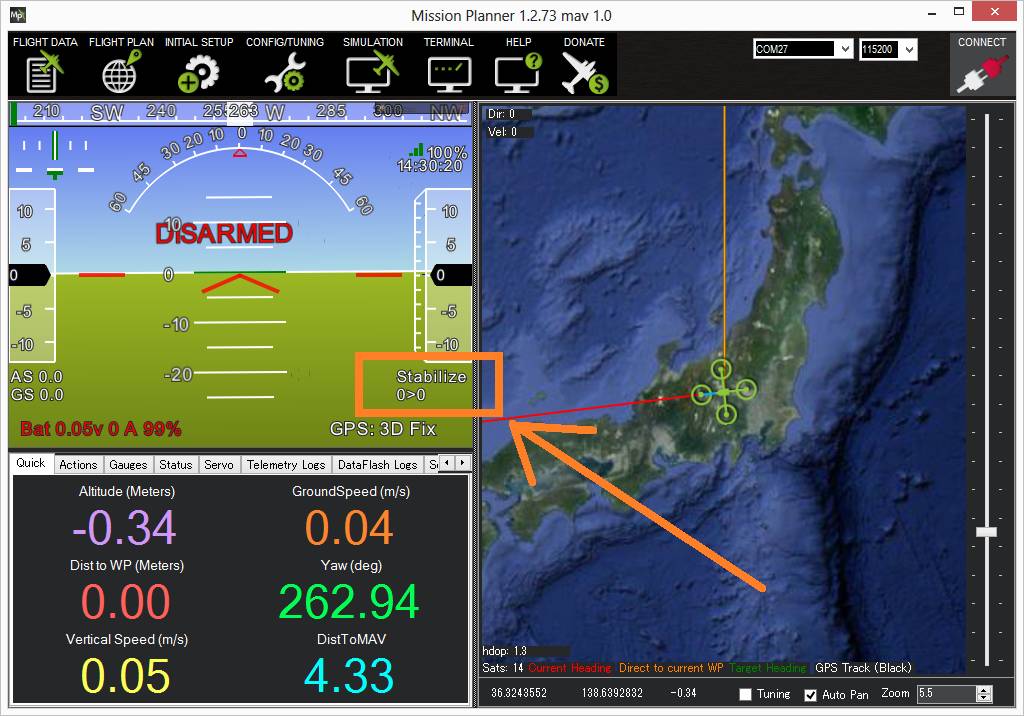 Mission Planner 1.2.73 mav 1.0
FLIGHT DATA FLIGHT PLAN INITIAL SETUP CONFIG/TUNING SIMULATION TERMINAL HELP DONATE
COM27 115200 CONNECT
210 SW 240 255 263 W 285 300 NW
Dir: 0
Vel: 0
60 45 30 20 10 0 10 20 30 45 60
100%
14:30:20
DISARMED
10
5
0
-5
-10
10
0
-10
-20
10
5
0
-5
-10
AS 0.0
GS 0.0
Stabilize
0>0
Bat 0.05v 0 A 99% GPS: 3D Fix
Quick Actions Gauges Status Servo Telemetry Logs DataFlash Logs
Altitude (Meters) GroundSpeed (m/s)
-0.34 0.04
Dist to WP (Meters) Yaw (deg)
0.00 262.94
Vertical Speed (m/s) DistToMAV
0.05 4.33
hdop: 1.3
Sats: 14 Current Heading Direct to current WP Target Heading GPS Track (Black)
36.3243552 138.6392832 -0.34 Tuning Auto Pan Zoom 5.5